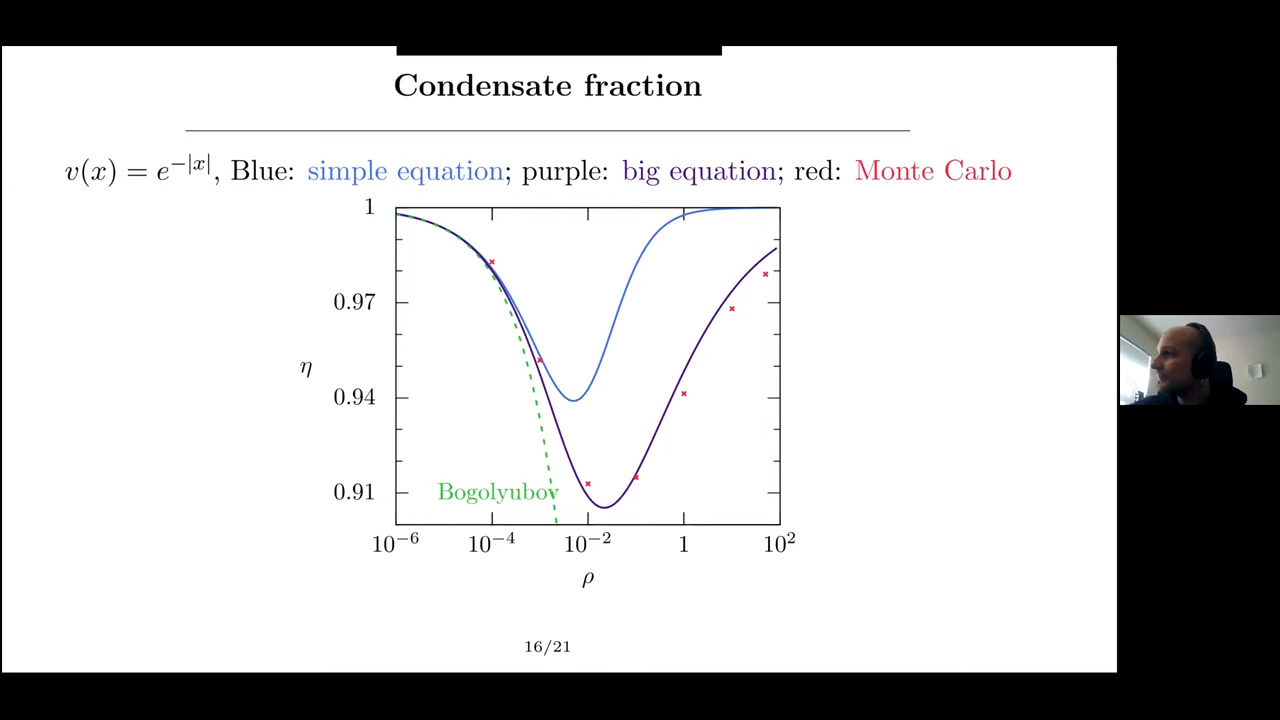 Condensate fraction
v(x) = e^{−|x|}, Blue: simple equation; purple: big equation; red: Monte Carlo
1
0.97
η
0.94
0.91
Bogolyubov
10^{−6} 10^{−4} 10^{−2} 1 10^{2}
ρ
16/21